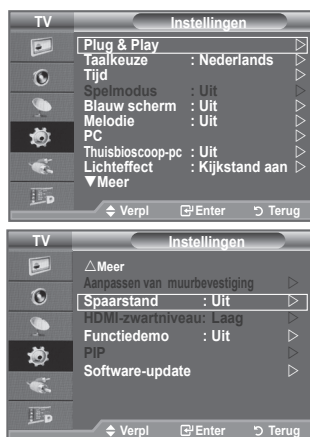 TV
Instellingen
Plug & Play
Taalkeuze : Nederlands
Tijd
Spelmodus : Uit
Blauw scherm : Uit
Melodie : Uit
PC
Thuisbioscoop-pc : Uit
Lichteffect : Kijkstand aan
▼Meer
Verpl Enter Terug
TV
Instellingen
△Meer
Aanpassen van muurbevestiging
Spaarstand : Uit
HDMI-zwartniveau: Laag
Functiedemo : Uit
PIP
Software-update
Verpl Enter Terug